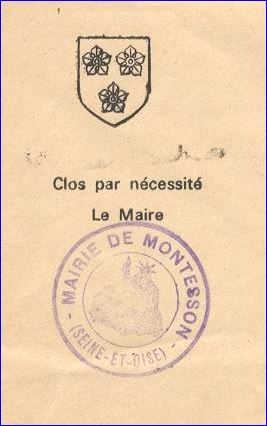 Clos par nécessité
Le Maire
- MAIRIE DE MONTESSON -
(SEINE-ET-OISE)